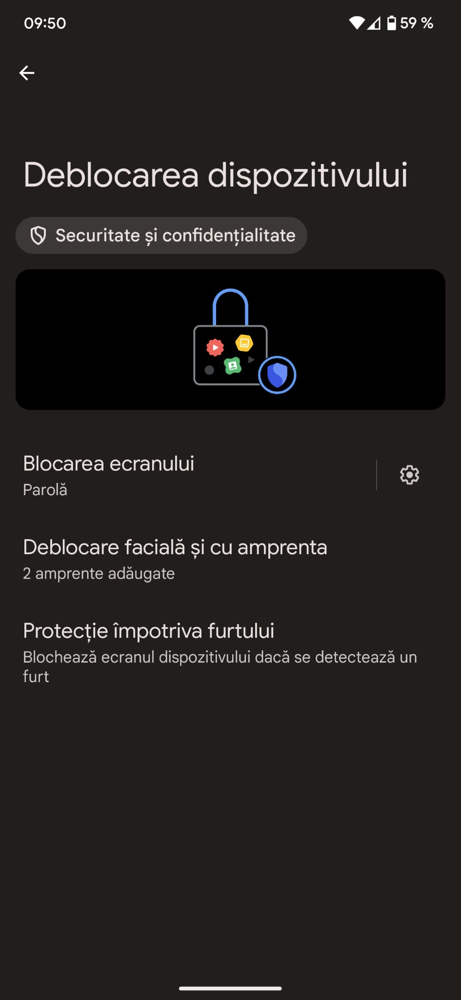 09:50
59 %
Deblocarea dispozitivului
Securitate și confidențialitate
Blocarea ecranului
Parolă
Deblocare facială și cu amprenta
2 amprente adăugate
Protecție împotriva furtului
Blochează ecranul dispozitivului dacă se detectează un
furt